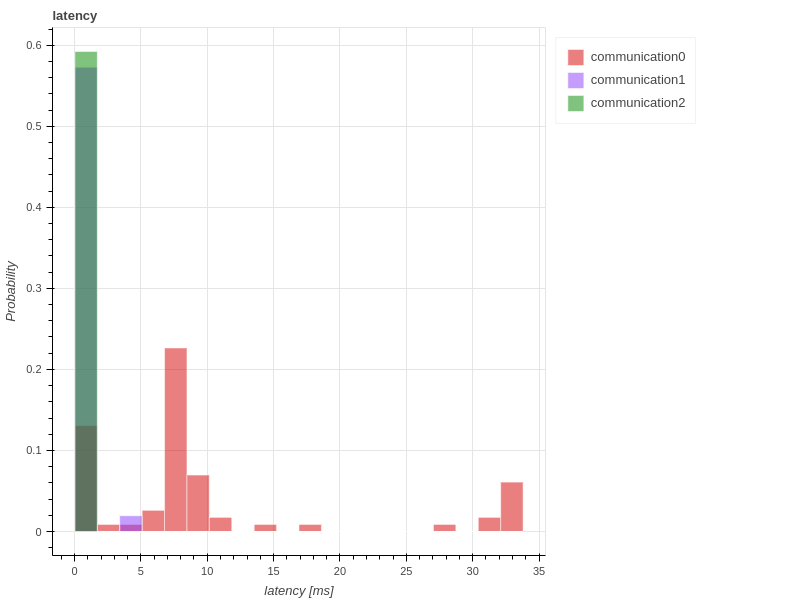 latency
communication0
communication1
communication2
Probability
0.6
0.5
0.4
0.3
0.2
0.1
0
0 5 10 15 20 25 30 35
latency [ms]